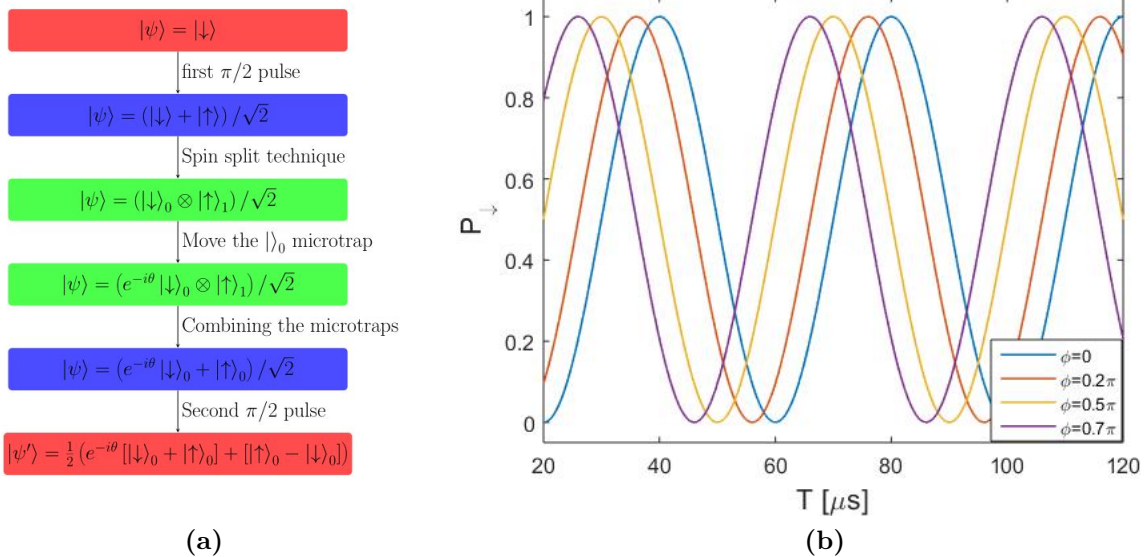 |ψ⟩ = |↓⟩
first π/2 pulse
|ψ⟩ = (|↓⟩ + |↑⟩) /√2
Spin split technique
|ψ⟩ = (|↓⟩₀ ⊗ |↑⟩₁) /√2
Move the |⟩₀ microtrap
|ψ⟩ = (e^{-iθ} |↓⟩₀ ⊗ |↑⟩₁) /√2
Combining the microtraps
|ψ⟩ = (e^{-iθ} |↓⟩₀ + |↑⟩₀) /√2
Second π/2 pulse
|ψ′⟩ = ½ (e^{-iθ} [|↓⟩₀ + |↑⟩₀] + [|↑⟩₀ − |↓⟩₀])
(a)
P↓
1
0.8
0.6
0.4
0.2
0
20 40 60 80 100 120
T [μs]
ϕ=0
ϕ=0.2π
ϕ=0.5π
ϕ=0.7π
(b)